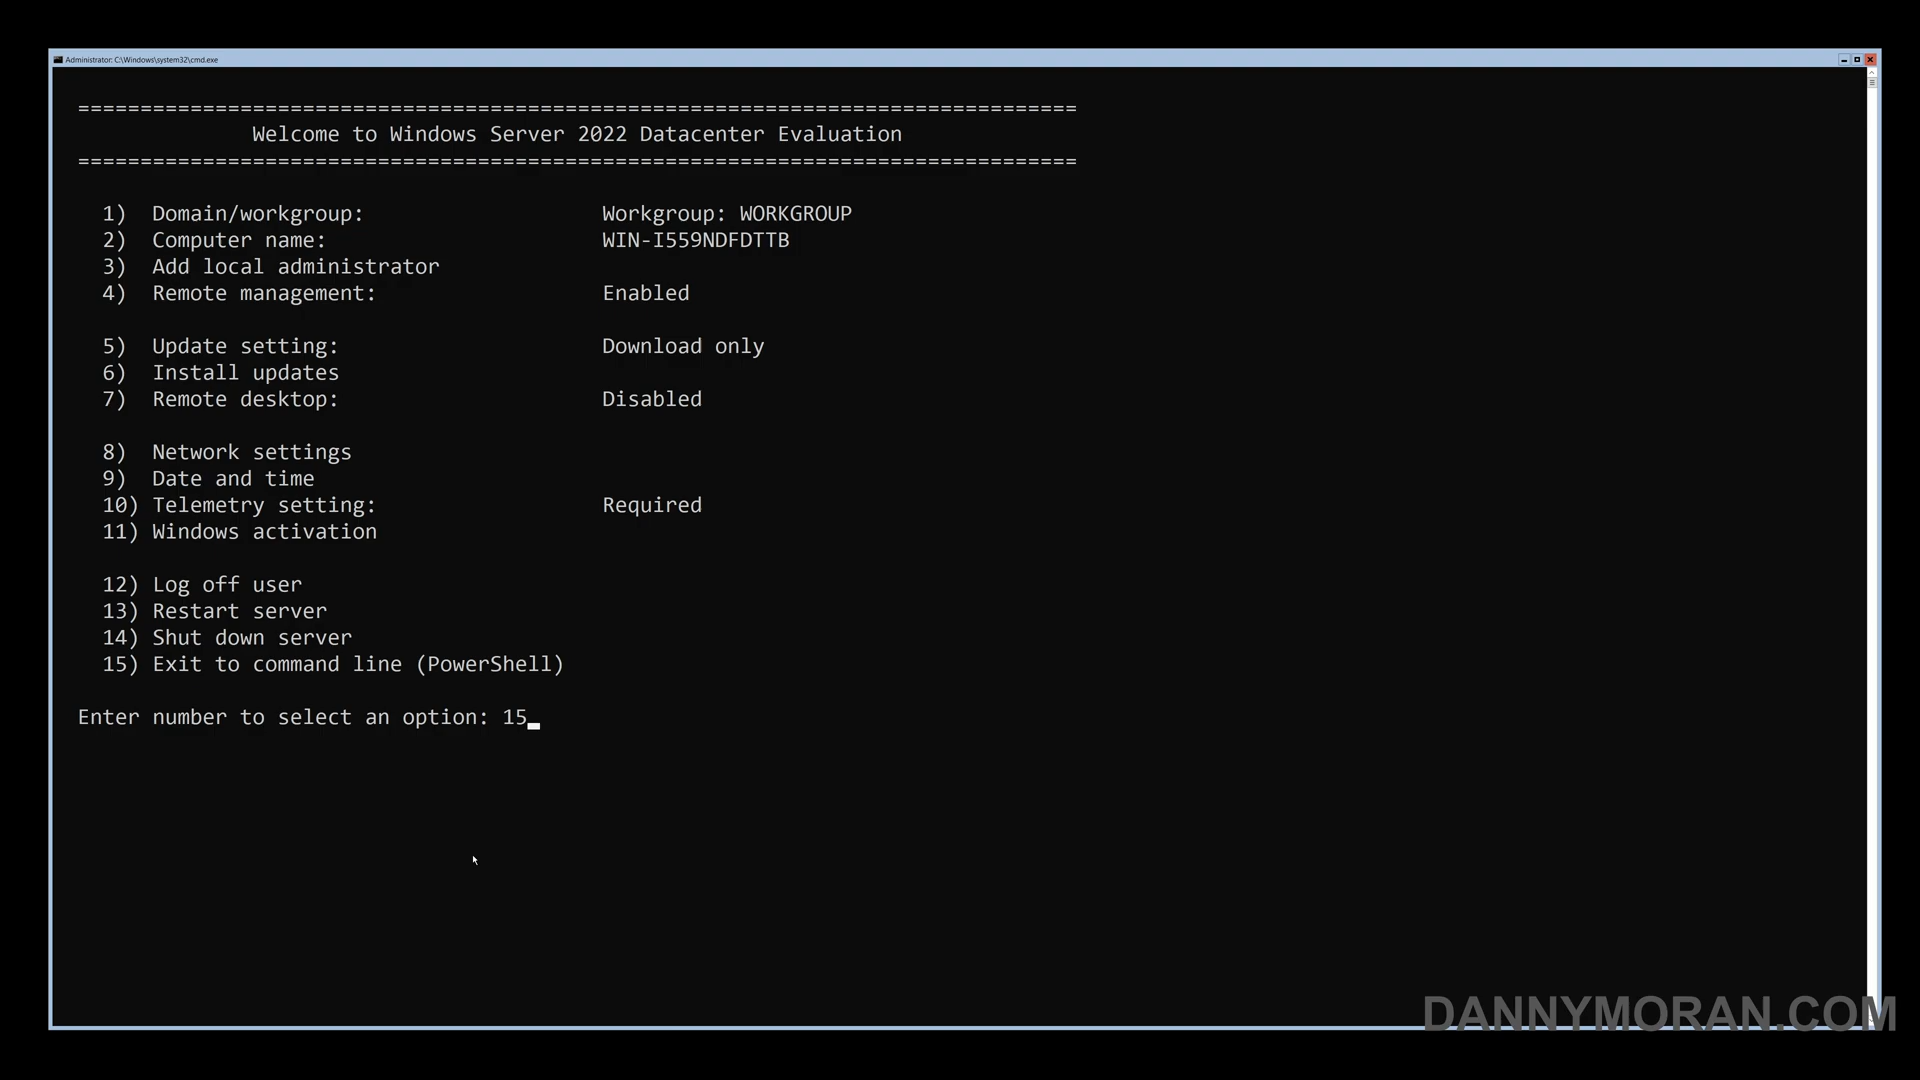 Administrator: C:\Windows\system32\cmd.exe
================================================================================
Welcome to Windows Server 2022 Datacenter Evaluation
================================================================================
1) Domain/workgroup: Workgroup: WORKGROUP
2) Computer name: WIN-I559NDFDTTB
3) Add local administrator
4) Remote management: Enabled
5) Update setting: Download only
6) Install updates
7) Remote desktop: Disabled
8) Network settings
9) Date and time
10) Telemetry setting: Required
11) Windows activation
12) Log off user
13) Restart server
14) Shut down server
15) Exit to command line (PowerShell)
Enter number to select an option: 15
DANNYMORAN.COM